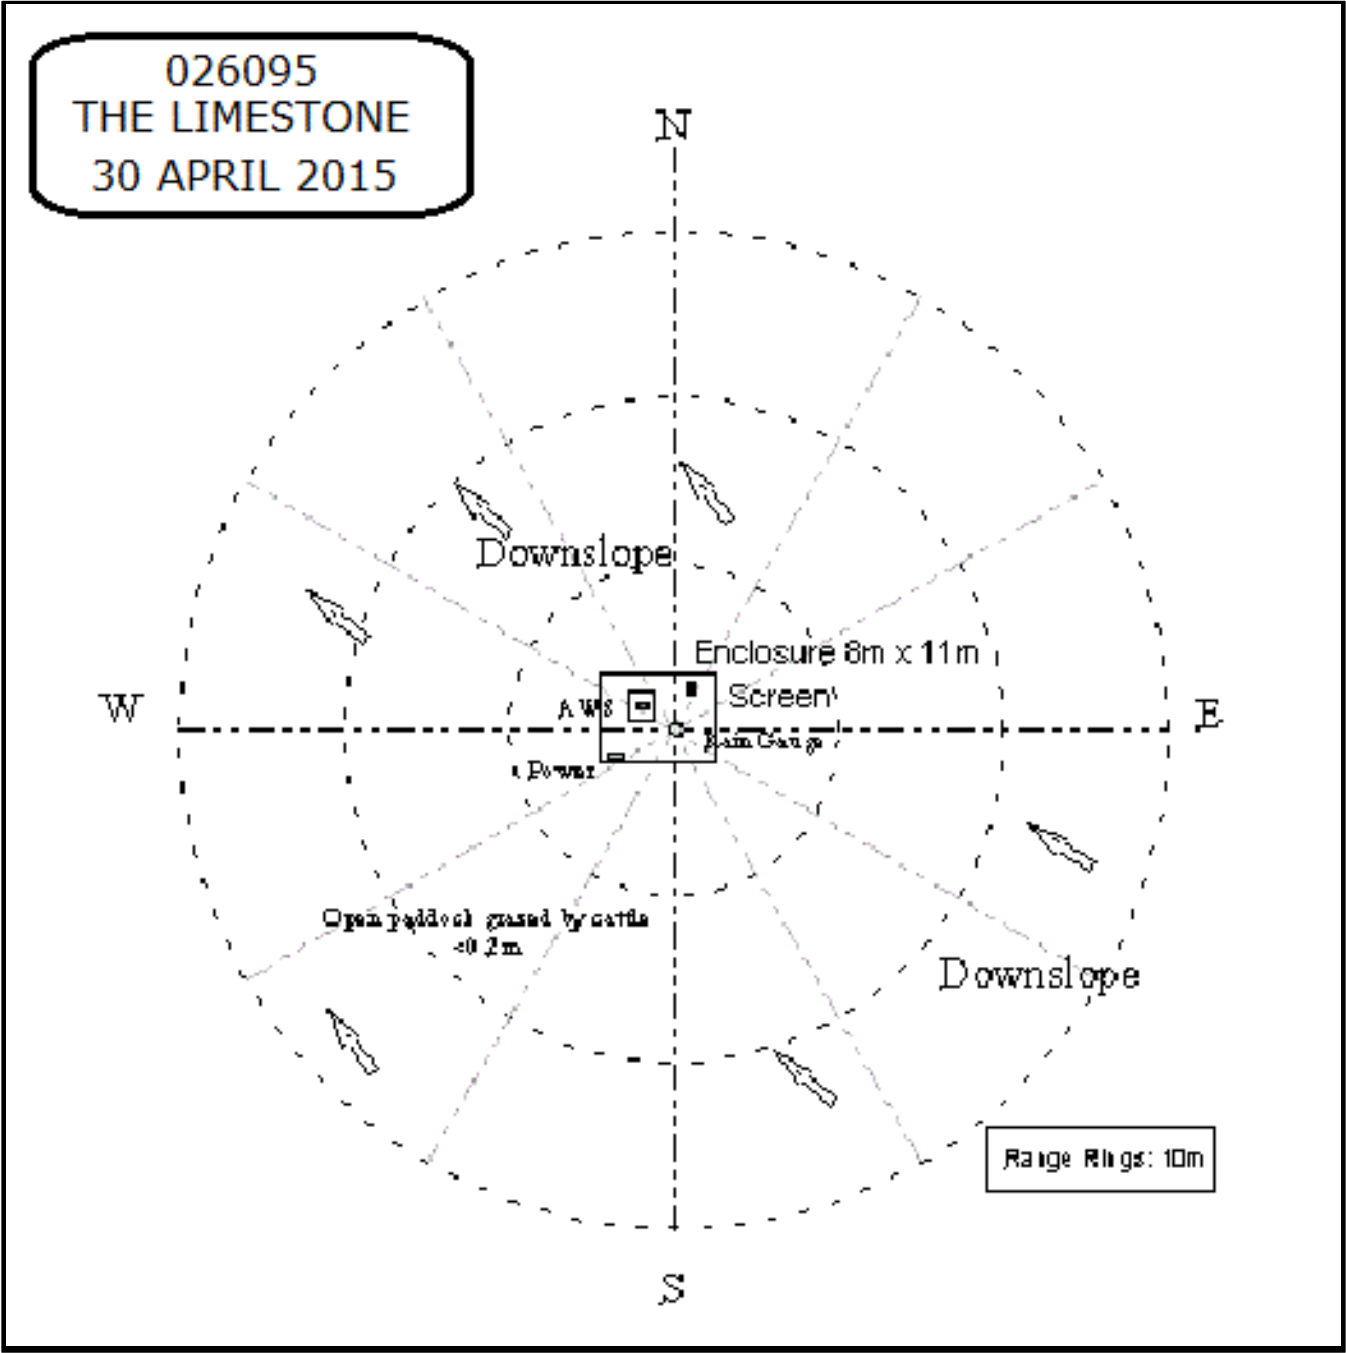 026095
THE LIMESTONE
30 APRIL 2015
N
Downslope
Enclosure 8m x 11m
Screen
AWS
W
E
Rain Gauge
Power
Open paddock grazed by cattle
<0.2m
Downslope
Range Rings: 10m
S